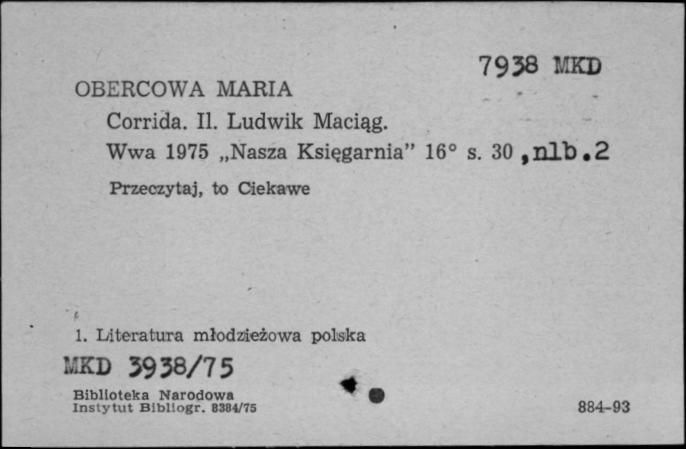 7938 MKD
OBERCOWA MARIA
Corrida. Il. Ludwik Maciąg.
Wwa 1975 „Nasza Księgarnia” 16° s. 30 ,nlb.2
Przeczytaj, to Ciekawe
1. Literatura młodzieżowa polska
MKD 3938/75
Biblioteka Narodowa
Instytut Bibliogr. 8384/75
884-93